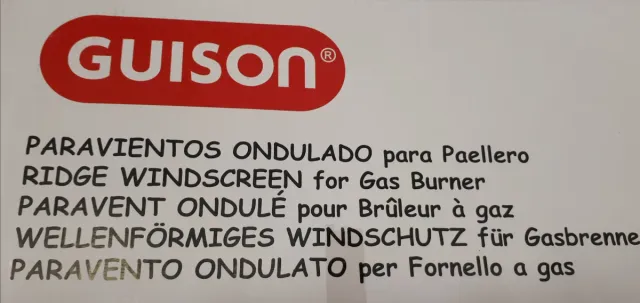 GUISON®
PARAVIENTOS ONDULADO para Paellero
RIDGE WINDSCREEN for Gas Burner
PARAVENT ONDULÉ pour Brûleur à gaz
WELLENFÖRMIGES WINDSCHUTZ für Gasbrenne
PARAVENTO ONDULATO per Fornello a gas